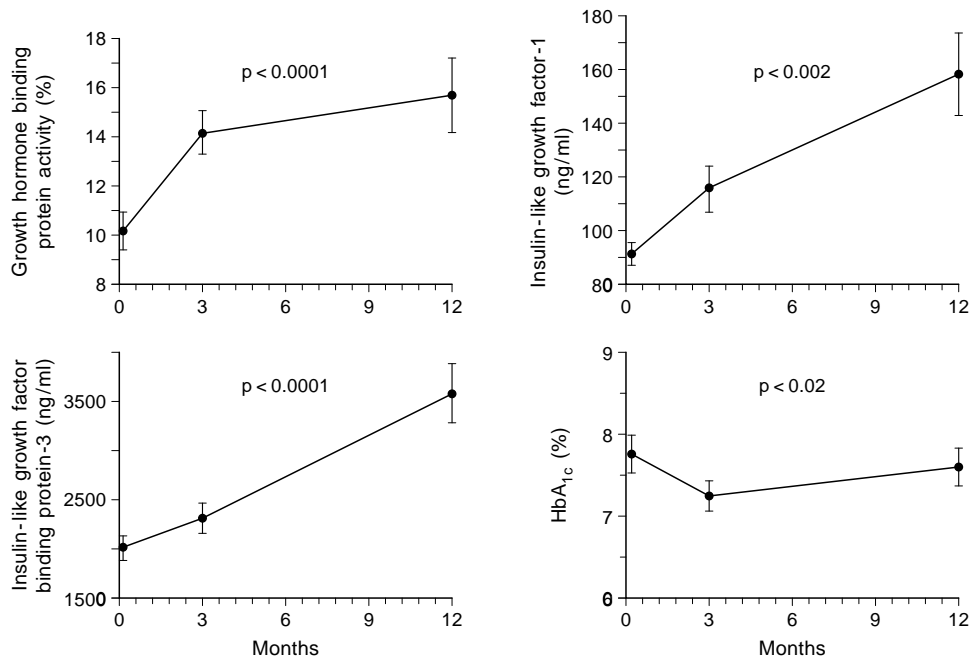 Growth hormone binding
protein activity (%)
18
16
14
12
10
8
p < 0.0001
0 3 6 9 12
Insulin-like growth factor-1
(ng/ml)
180
160
140
120
100
80
p < 0.002
0 3 6 9 12
Insulin-like growth factor
binding protein-3 (ng/ml)
3500
2500
1500
p < 0.0001
0 3 6 9 12
Months
HbA1c (%)
9
8
7
6
p < 0.02
0 3 6 9 12
Months